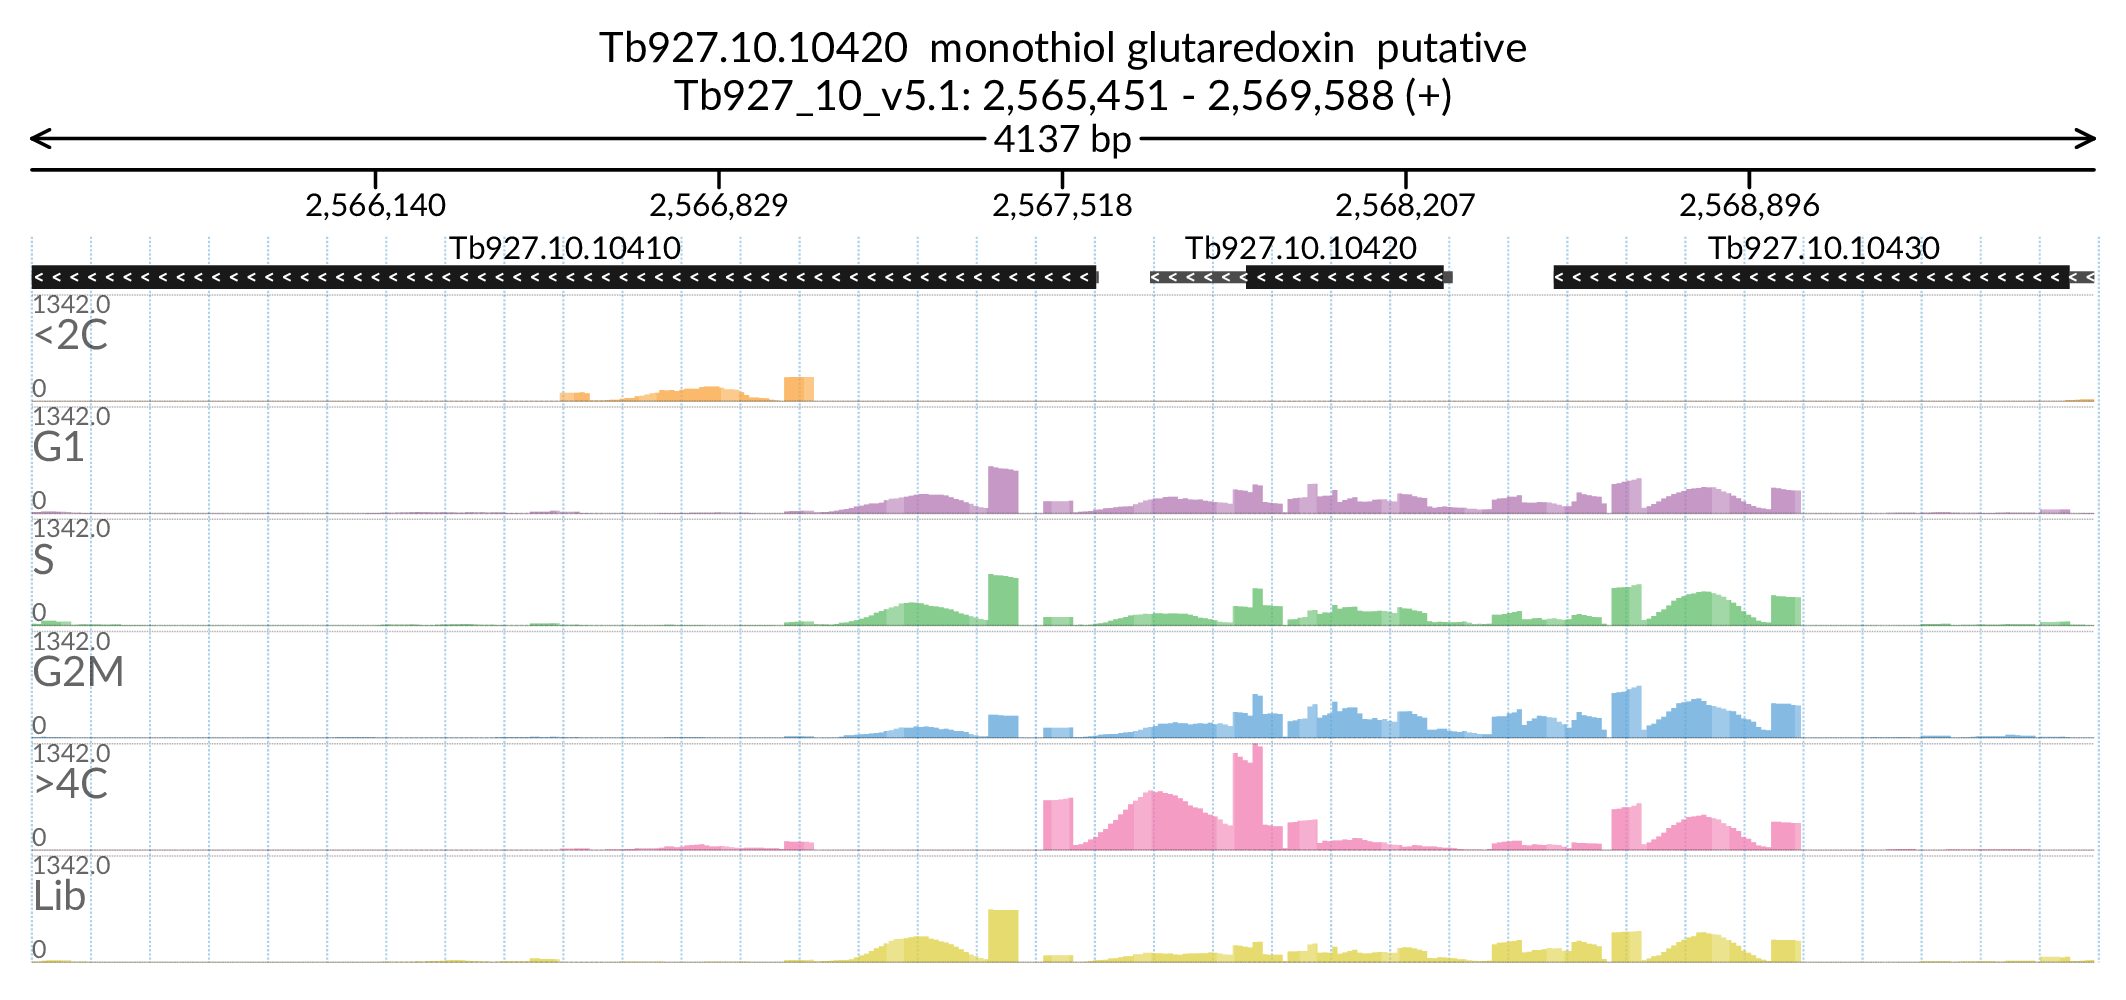 Tb927.10.10420 monothiol glutaredoxin putative
Tb927_10_v5.1: 2,565,451 - 2,569,588 (+)
4137 bp
2,566,140 2,566,829 2,567,518 2,568,207 2,568,896
Tb927.10.10410 Tb927.10.10420 Tb927.10.10430
1342.0
<2C
0
1342.0
G1
0
1342.0
S
0
1342.0
G2M
0
1342.0
>4C
0
1342.0
Lib
0